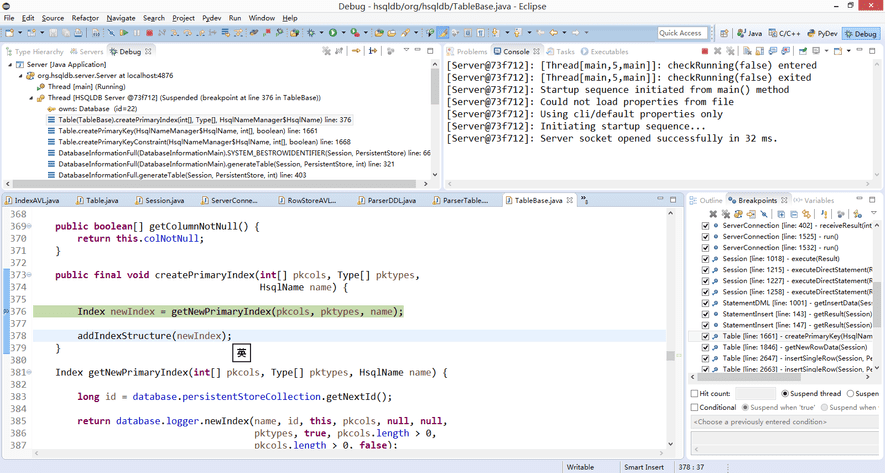 Debug - hsqldb/org/hsqldb/TableBase.java - Eclipse
File Edit Source Refactor Navigate Search Project Pydev Run Window Help
Quick Access
Java
C/C++
PyDev
Debug
Type Hierarchy
Servers
Debug
Server [Java Application]
org.hsqldb.server.Server at localhost:4876
Thread [main] (Running)
Thread [HSQLDB Server @73f712] (Suspended (breakpoint at line 376 in TableBase))
owns: Database (id=22)
Table(TableBase).createPrimaryIndex(int[], Type[], HsqlNameManager$HsqlName) line: 376
Table.createPrimaryKey(HsqlNameManager$HsqlName, int[], boolean) line: 1661
Table.createPrimaryKeyConstraint(HsqlNameManager$HsqlName, int[], boolean) line: 1668
DatabaseInformationFull(DatabaseInformationMain).SYSTEM_BESTROWIDENTIFIER(Session, PersistentStore) line: 66
DatabaseInformationFull(DatabaseInformationMain).generateTable(Session, PersistentStore, int) line: 321
DatabaseInformationFull.generateTable(Session, PersistentStore, int) line: 403
Problems
Console
Tasks
Executables
[Server@73f712]: [Thread[main,5,main]]: checkRunning(false) entered
[Server@73f712]: [Thread[main,5,main]]: checkRunning(false) exited
[Server@73f712]: Startup sequence initiated from main() method
[Server@73f712]: Could not load properties from file
[Server@73f712]: Using cli/default properties only
[Server@73f712]: Initiating startup sequence...
[Server@73f712]: Server socket opened successfully in 32 ms.
IndexAVL.java
Table.java
Session.java
ServerConne...
RowStoreAVL...
ParserDDL.java
ParserTable....
TableBase.java
368
369 public boolean[] getColumnNotNull() {
370 return this.colNotNull;
371 }
372
373 public final void createPrimaryIndex(int[] pkcols, Type[] pktypes,
374 HsqlName name) {
375
376 Index newIndex = getNewPrimaryIndex(pkcols, pktypes, name);
377
378 addIndexStructure(newIndex);
379 }
英
380
381 Index getNewPrimaryIndex(int[] pkcols, Type[] pktypes, HsqlName name) {
382
383 long id = database.persistentStoreCollection.getNextId();
384
385 return database.logger.newIndex(name, id, this, pkcols, null, null,
386 pktypes, true, pkcols.length > 0,
387 pkcols.length > 0, false);
Outline
Breakpoints
Variables
ServerConnection [line: 402] - receiveResult(int
ServerConnection [line: 1525] - run()
ServerConnection [line: 1532] - run()
Session [line: 1018] - execute(Result)
Session [line: 1215] - executeDirectStatement(R
Session [line: 1227] - executeDirectStatement(R
Session [line: 1258] - executeDirectStatement(R
StatementDML [line: 1001] - getInsertData(Sess
StatementInsert [line: 143] - getResult(Session)
StatementInsert [line: 147] - getResult(Session)
Table [line: 1661] - createPrimaryKey(HsqlNam
Table [line: 1846] - getNewRowData(Session)
Table [line: 2647] - insertSingleRow(Session, Pe
Table [line: 2663] - insertSingleRow(Session, Pe
Hit count:
Suspend thread
Suspen
Conditional
Suspend when 'true'
Suspend when
<Choose a previously entered condition>
Writable
Smart Insert
378 : 37